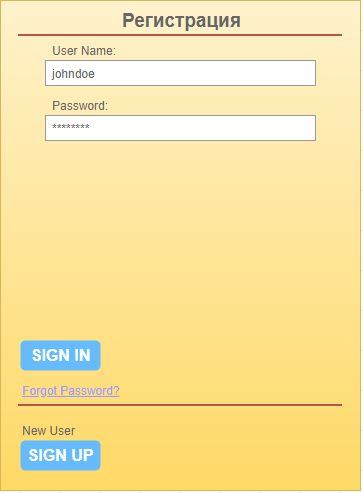 Регистрация
User Name:
johndoe
Password:
********
SIGN IN
Forgot Password?
New User
SIGN UP